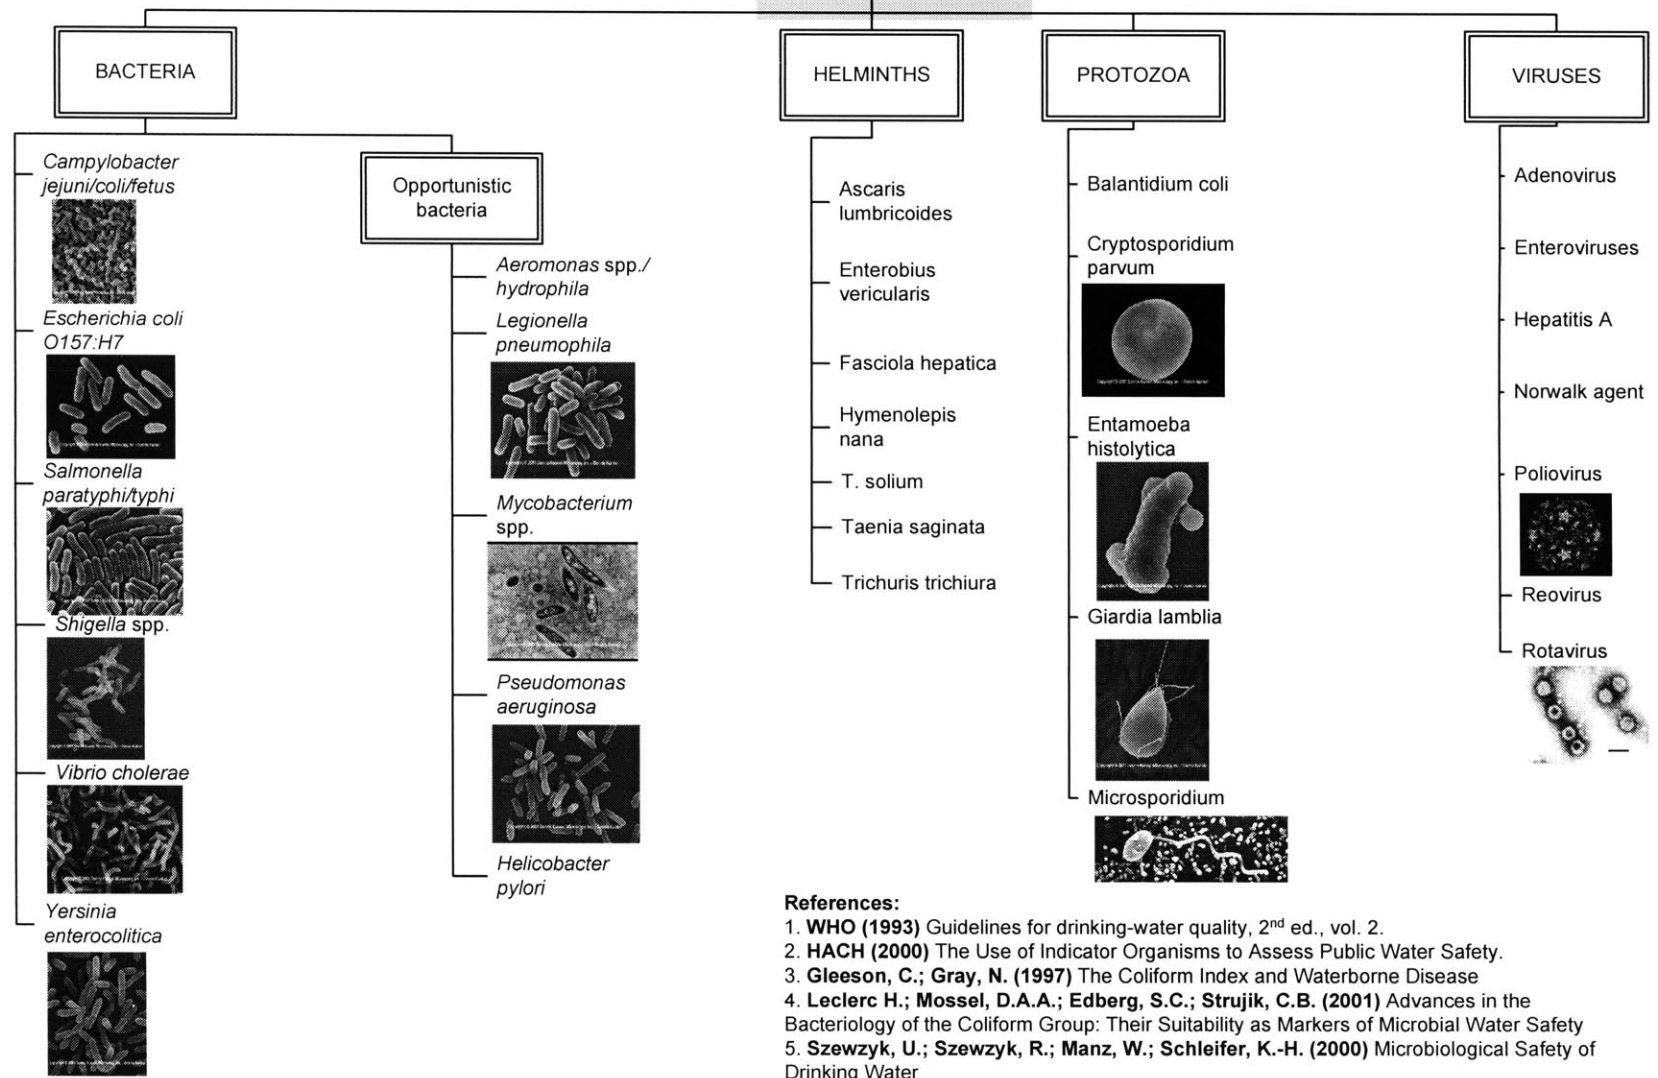 BACTERIA
HELMINTHS
PROTOZOA
VIRUSES
Campylobacter
jejuni/coli/fetus
Escherichia coli
O157:H7
Salmonella
paratyphi/typhi
Shigella spp.
Vibrio cholerae
Yersinia
enterocolitica
Opportunistic
bacteria
Aeromonas spp./
hydrophila
Legionella
pneumophila
Mycobacterium
spp.
Pseudomonas
aeruginosa
Helicobacter
pylori
Ascaris
lumbricoides
Enterobius
vericularis
Fasciola hepatica
Hymenolepis
nana
T. solium
Taenia saginata
Trichuris trichiura
Balantidium coli
Cryptosporidium
parvum
Entamoeba
histolytica
Giardia lamblia
Microsporidium
Adenovirus
Enteroviruses
Hepatitis A
Norwalk agent
Poliovirus
Reovirus
Rotavirus
References:
1. WHO (1993) Guidelines for drinking-water quality, 2nd ed., vol. 2.
2. HACH (2000) The Use of Indicator Organisms to Assess Public Water Safety.
3. Gleeson, C.; Gray, N. (1997) The Coliform Index and Waterborne Disease
4. Leclerc H.; Mossel, D.A.A.; Edberg, S.C.; Strujik, C.B. (2001) Advances in the
Bacteriology of the Coliform Group: Their Suitability as Markers of Microbial Water Safety
5. Szewzyk, U.; Szewzyk, R.; Manz, W.; Schleifer, K.-H. (2000) Microbiological Safety of
Drinking Water